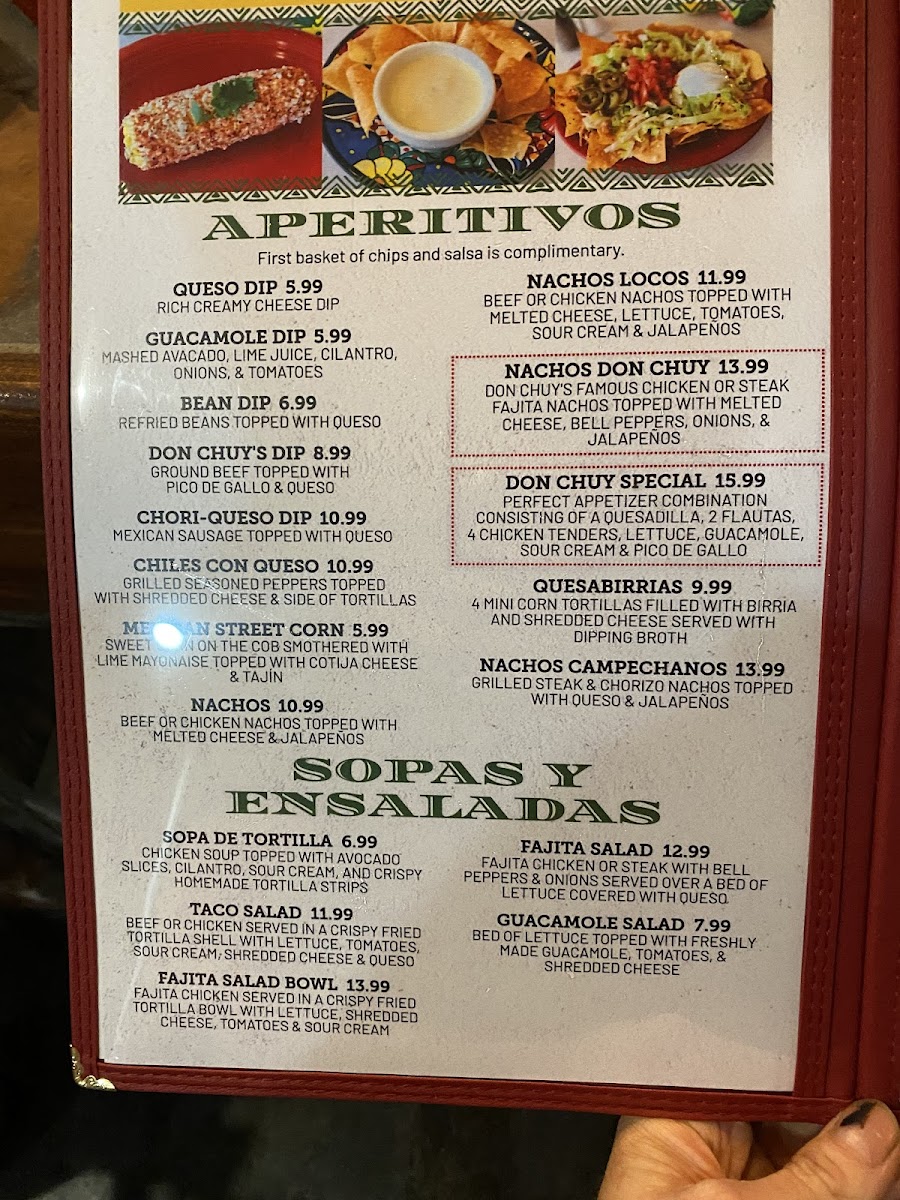 APERITIVOS
First basket of chips and salsa is complimentary.
QUESO DIP 5.99
RICH CREAMY CHEESE DIP
GUACAMOLE DIP 5.99
MASHED AVACADO, LIME JUICE, CILANTRO,
ONIONS, & TOMATOES
BEAN DIP 6.99
REFRIED BEANS TOPPED WITH QUESO
DON CHUY'S DIP 8.99
GROUND BEEF TOPPED WITH
PICO DE GALLO & QUESO
CHORI-QUESO DIP 10.99
MEXICAN SAUSAGE TOPPED WITH QUESO
CHILES CON QUESO 10.99
GRILLED SEASONED PEPPERS TOPPED
WITH SHREDDED CHEESE & SIDE OF TORTILLAS
STREET CORN 5.99
SWEET ON THE COB SMOTHERED WITH
LIME MAYONAISE TOPPED WITH COTIJA CHEESE
& TAJÍN
NACHOS 10.99
BEEF OR CHICKEN NACHOS TOPPED WITH
MELTED CHEESE & JALAPEÑOS
NACHOS LOCOS 11.99
BEEF OR CHICKEN NACHOS TOPPED WITH
MELTED CHEESE, LETTUCE, TOMATOES,
SOUR CREAM & JALAPEÑOS
NACHOS DON CHUY 13.99
DON CHUY'S FAMOUS CHICKEN OR STEAK
FAJITA NACHOS TOPPED WITH MELTED
CHEESE, BELL PEPPERS, ONIONS, &
JALAPEÑOS
DON CHUY SPECIAL 15.99
PERFECT APPETIZER COMBINATION
CONSISTING OF A QUESADILLA, 2 FLAUTAS,
4 CHICKEN TENDERS, LETTUCE, GUACAMOLE,
SOUR CREAM & PICO DE GALLO
QUESABIRRIAS 9.99
4 MINI CORN TORTILLAS FILLED WITH BIRRIA
AND SHREDDED CHEESE SERVED WITH
DIPPING BROTH
NACHOS CAMPECHANOS 13.99
GRILLED STEAK & CHORIZO NACHOS TOPPED
WITH QUESO & JALAPEÑOS
SOPAS Y
ENSALADAS
SOPA DE TORTILLA 6.99
CHICKEN SOUP TOPPED WITH AVOCADO
SLICES, CILANTRO, SOUR CREAM, AND CRISPY
HOMEMADE TORTILLA STRIPS
TACO SALAD 11.99
BEEF OR CHICKEN SERVED IN A CRISPY FRIED
TORTILLA SHELL WITH LETTUCE, TOMATOES,
SOUR CREAM, SHREDDED CHEESE & QUESO
FAJITA SALAD BOWL 13.99
FAJITA CHICKEN SERVED IN A CRISPY FRIED
TORTILLA BOWL WITH LETTUCE, SHREDDED
CHEESE, TOMATOES & SOUR CREAM
FAJITA SALAD 12.99
FAJITA CHICKEN OR STEAK WITH BELL
PEPPERS & ONIONS SERVED OVER A BED OF
LETTUCE COVERED WITH QUESO
GUACAMOLE SALAD 7.99
BED OF LETTUCE TOPPED WITH FRESHLY
MADE GUACAMOLE, TOMATOES, &
SHREDDED CHEESE